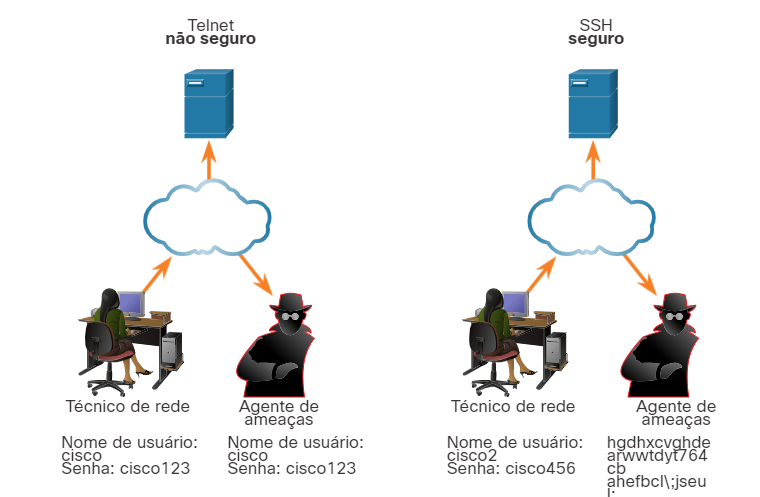 Telnet
não seguro
SSH
seguro
Técnico de rede
Agente de
ameaças
Nome de usuário:
cisco
Senha: cisco123
Nome de usuário:
cisco
Senha: cisco123
Técnico de rede
Agente de
ameaças
Nome de usuário:
cisco2
Senha: cisco456
hgdhxcvghde
arwwtdyt764
cb
ahefbcl\;jseu
l;